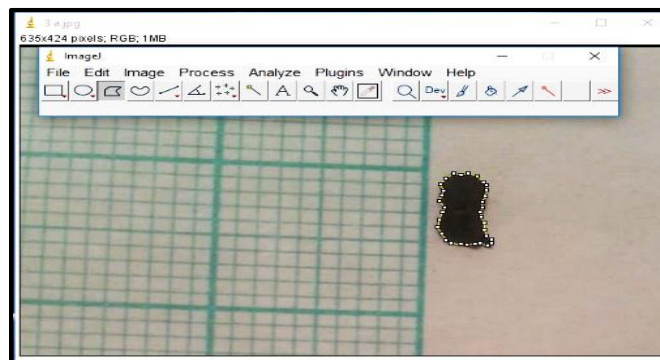 3 a.jpg
635x424 pixels; RGB; 1MB
ImageJ
File Edit Image Process Analyze Plugins Window Help
A Dev >>